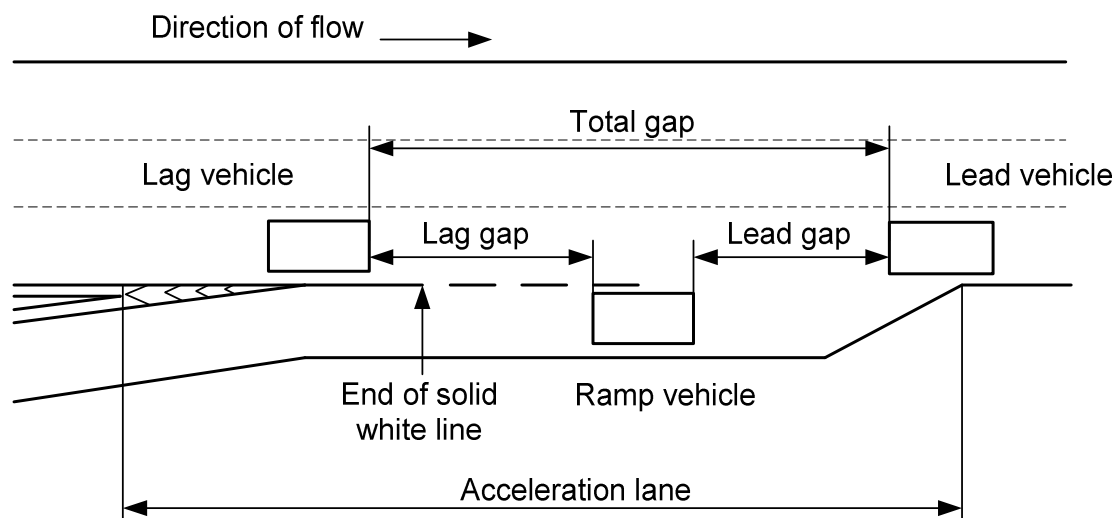 Direction of flow
Total gap
Lag vehicle
Lead vehicle
Lag gap
Lead gap
End of solid
white line
Ramp vehicle
Acceleration lane